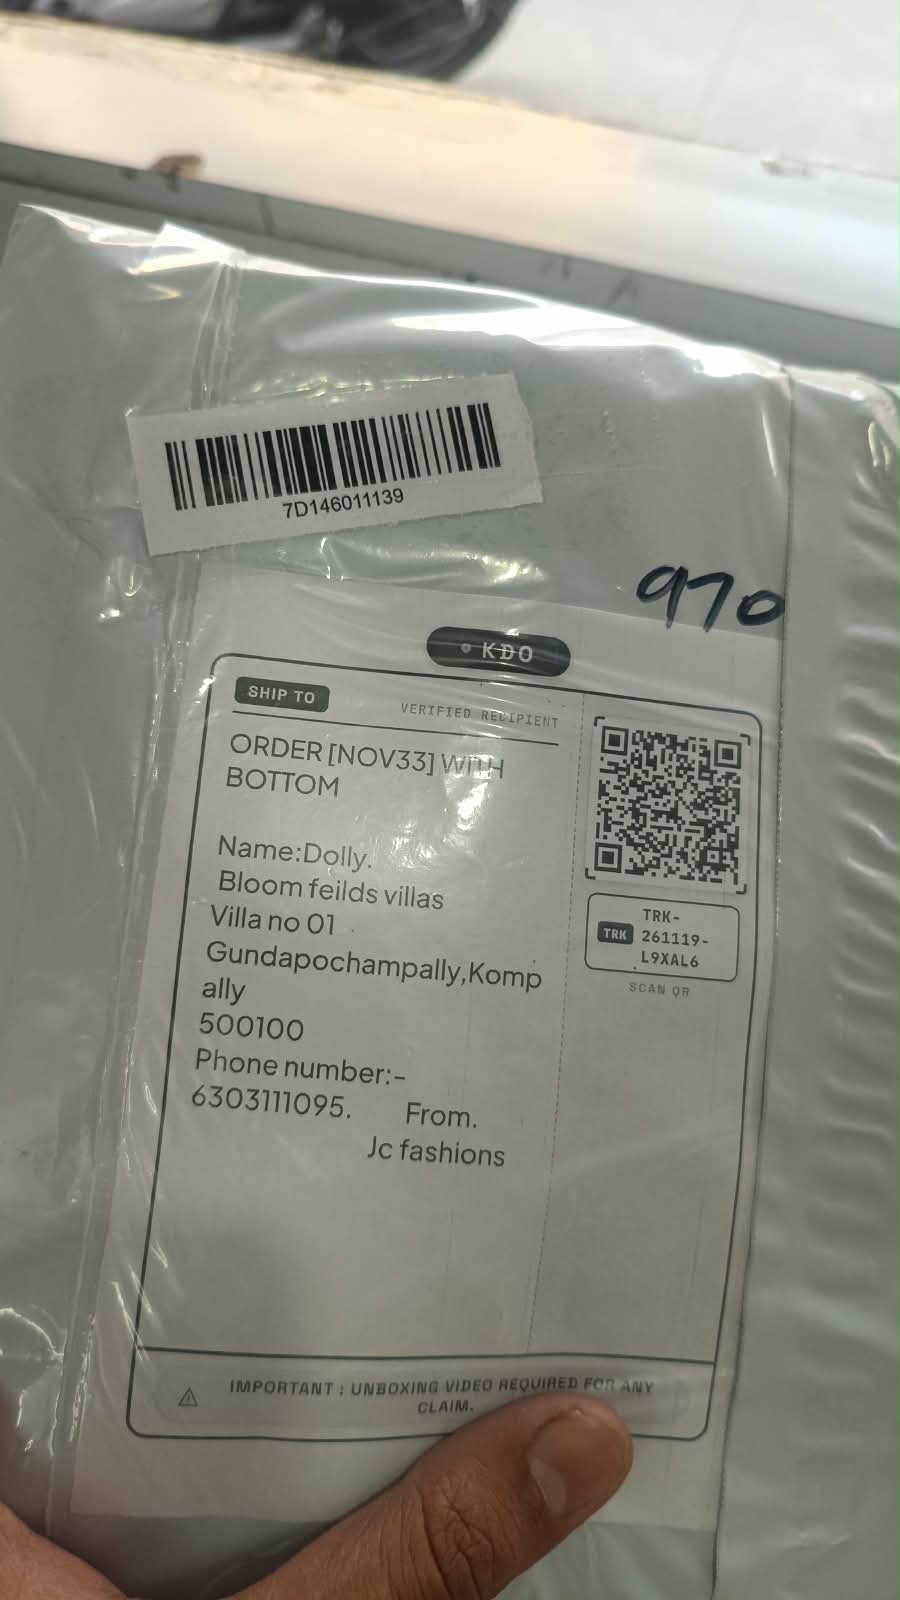 7D146011139
970
KDO
SHIP TO
VERIFIED RECIPIENT
ORDER [NOV33] WITH
BOTTOM
Name:Dolly.
Bloom feilds villas
Villa no 01
Gundapochampally,Komp
ally
500100
Phone number:-
6303111095. From.
Jc fashions
TRK
TRK-
261119-
L9XAL6
SCAN QR
IMPORTANT : UNBOXING VIDEO REQUIRED FOR ANY
CLAIM.